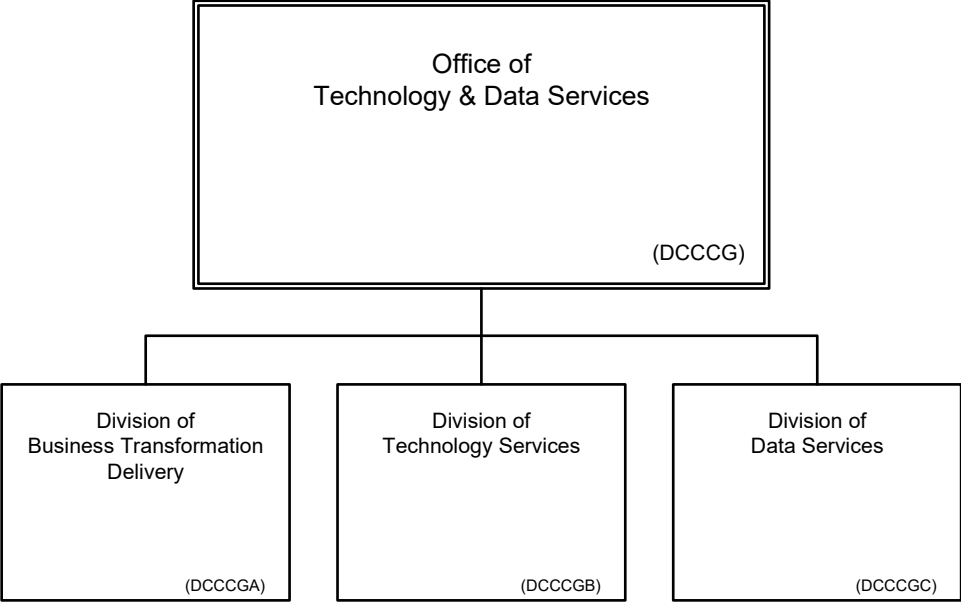 Office of
Technology & Data Services
(DCCCG)
Division of
Business Transformation
Delivery
(DCCCGA)
Division of
Technology Services
(DCCCGB)
Division of
Data Services
(DCCCGC)